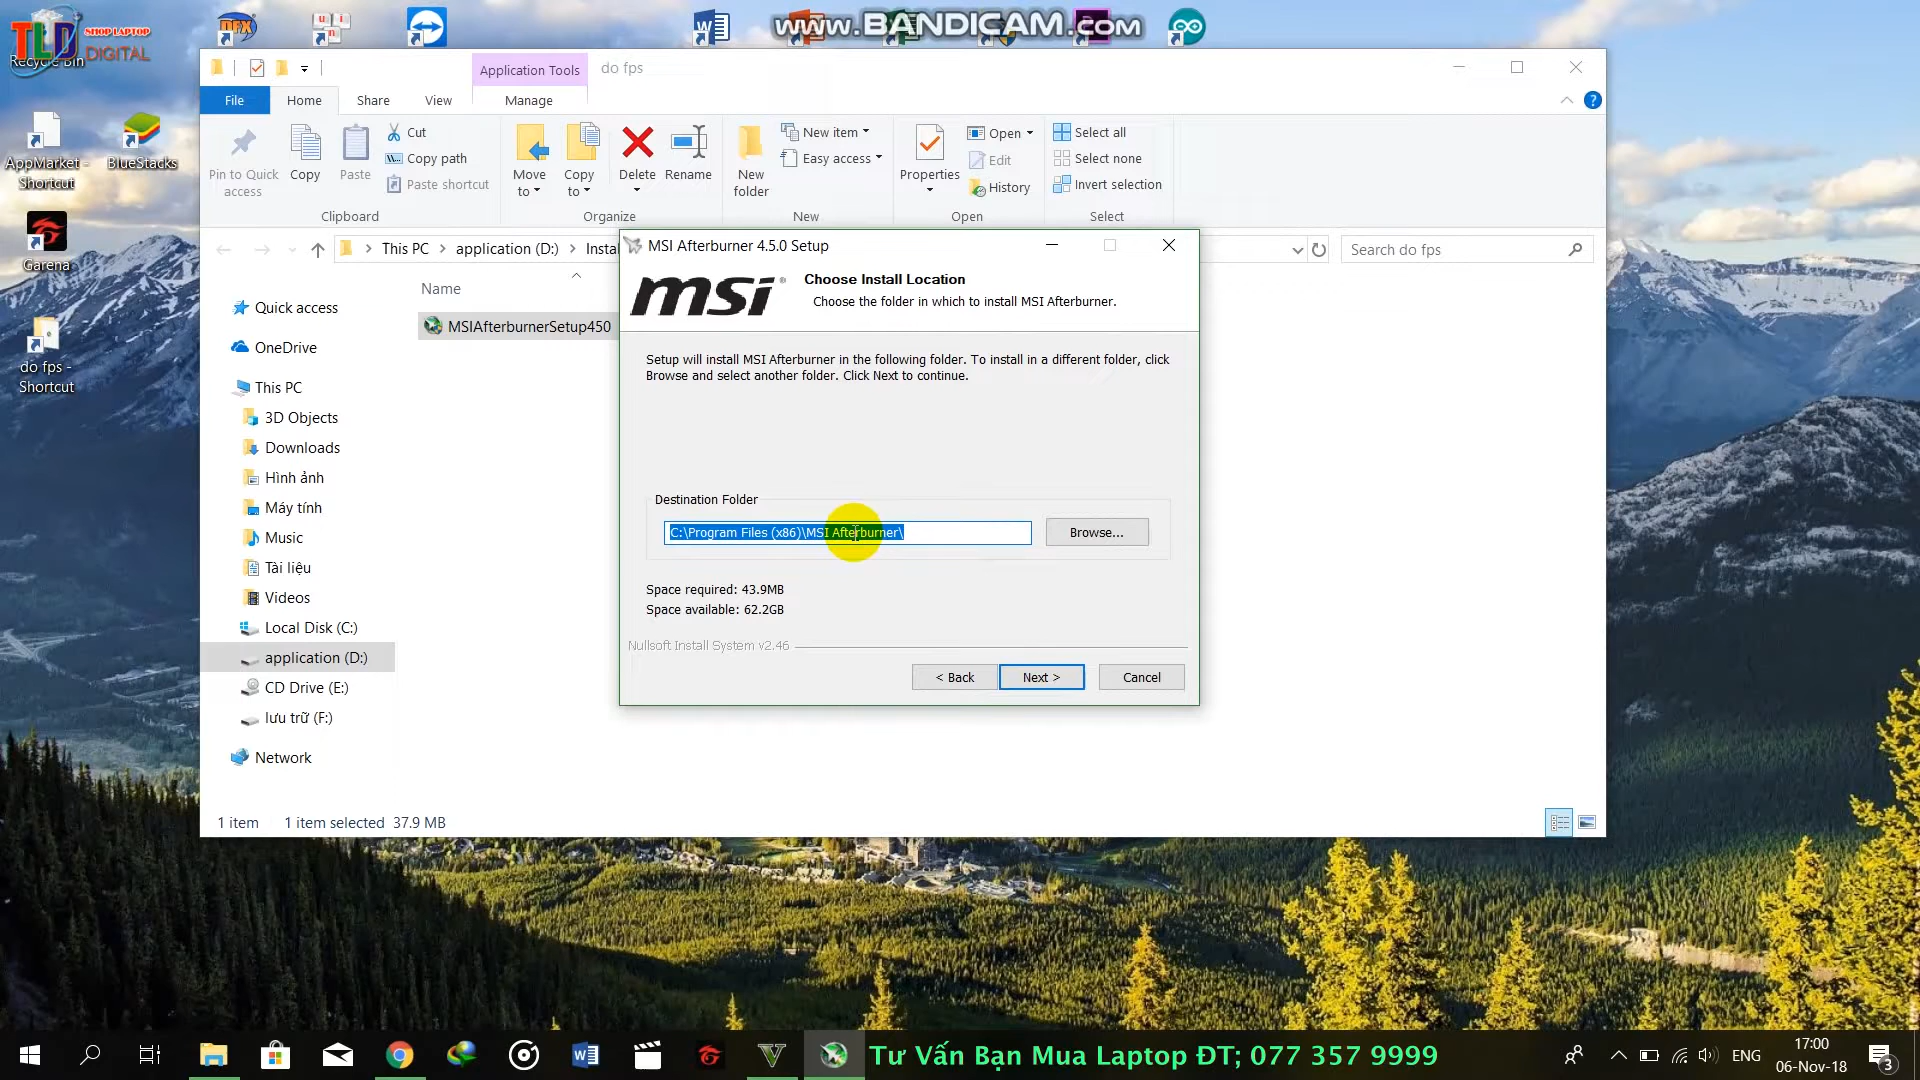 www.BANDICAM.com
TLD SHOP LAPTOP
DIGITAL
Recycle Bin
AppMarket - Shortcut
BlueStacks
Garena
do fps - Shortcut
Application Tools
do fps
File
Home
Share
View
Manage
Pin to Quick access
Copy
Paste
Cut
Copy path
Paste shortcut
Move to
Copy to
Delete
Rename
New folder
New item
Easy access
Properties
Open
Edit
History
Select all
Select none
Invert selection
Clipboard
Organize
New
Open
Select
This PC
application (D:)
Instal
Search do fps
Name
MSIAfterburnerSetup450
Quick access
OneDrive
This PC
3D Objects
Downloads
Hình ảnh
Máy tính
Music
Tài liệu
Videos
Local Disk (C:)
application (D:)
CD Drive (E:)
lưu trữ (F:)
Network
1 item
1 item selected
37.9 MB
MSI Afterburner 4.5.0 Setup
msi
Choose Install Location
Choose the folder in which to install MSI Afterburner.
Setup will install MSI Afterburner in the following folder. To install in a different folder, click
Browse and select another folder. Click Next to continue.
Destination Folder
C:\Program Files (x86)\MSI Afterburner\
Browse...
Space required: 43.9MB
Space available: 62.2GB
Nullsoft Install System v2.46
< Back
Next >
Cancel
Tư Vấn Bạn Mua Laptop ĐT; 077 357 9999
ENG
17:00
06-Nov-18
3